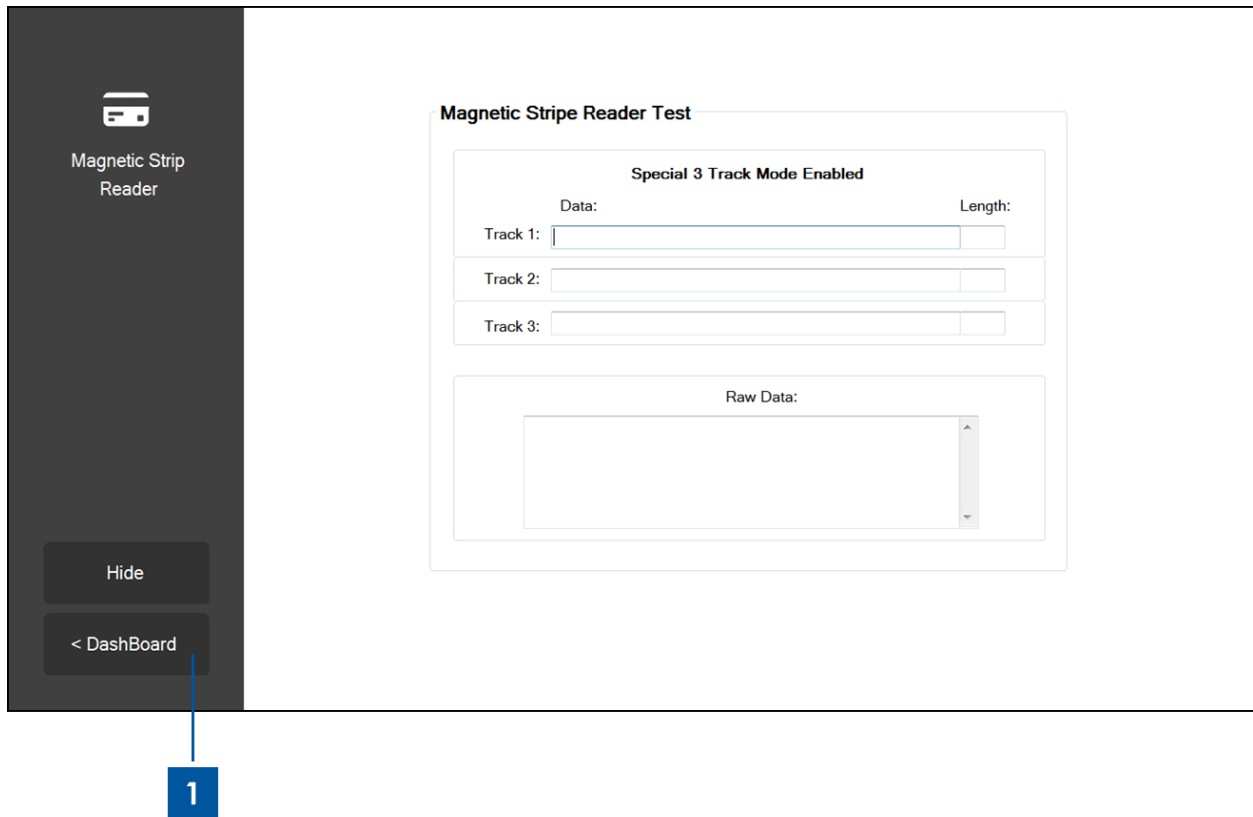 Magnetic Strip
Reader
Hide
< DashBoard
Magnetic Stripe Reader Test
Special 3 Track Mode Enabled
Data: Length:
Track 1:
Track 2:
Track 3:
Raw Data:
1